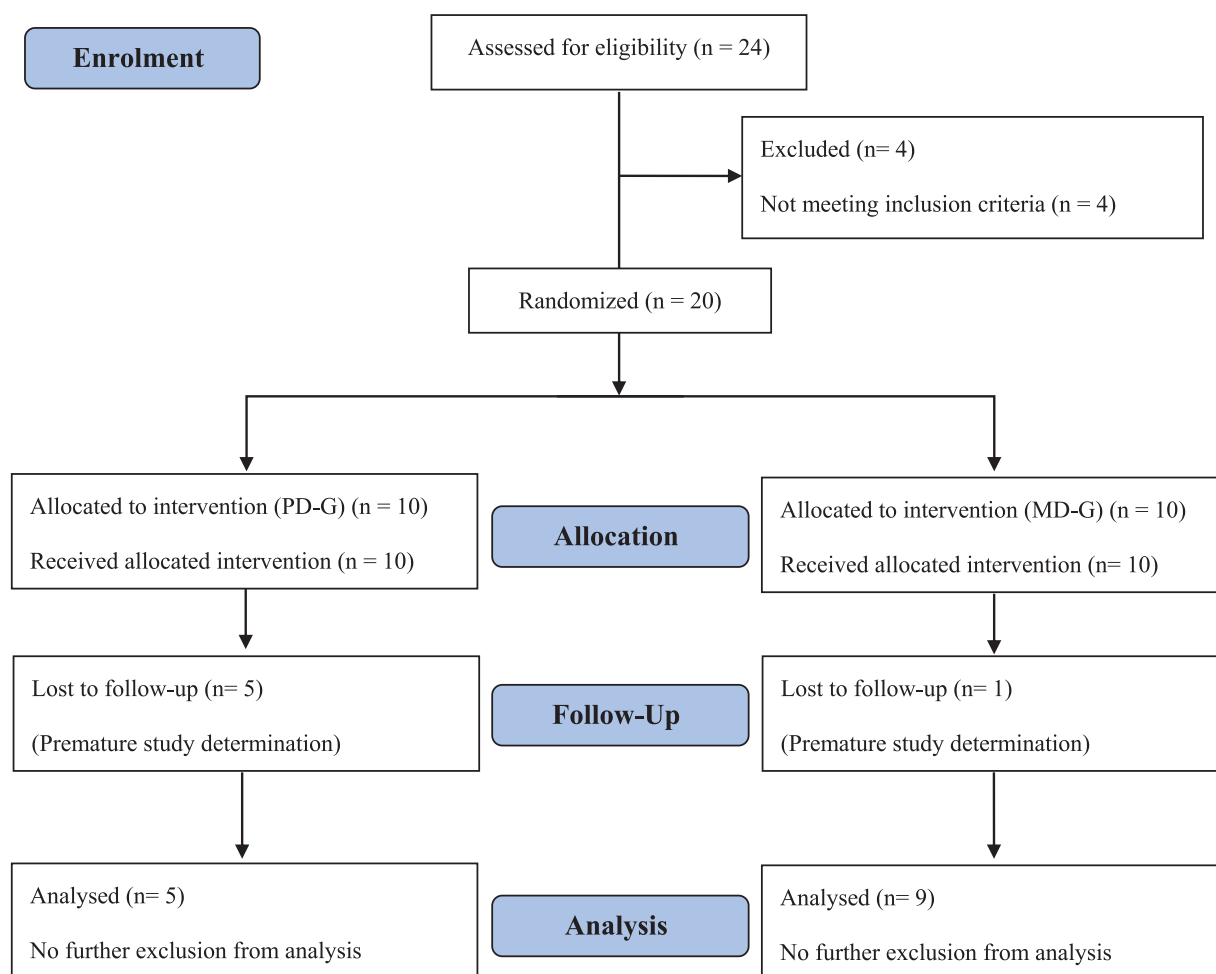 Enrolment
Assessed for eligibility (n = 24)
Excluded (n= 4)
Not meeting inclusion criteria (n = 4)
Randomized (n = 20)
Allocated to intervention (PD-G) (n = 10)
Received allocated intervention (n = 10)
Allocation
Allocated to intervention (MD-G) (n = 10)
Received allocated intervention (n= 10)
Lost to follow-up (n= 5)
(Premature study determination)
Follow-Up
Lost to follow-up (n= 1)
(Premature study determination)
Analysed (n= 5)
No further exclusion from analysis
Analysis
Analysed (n= 9)
No further exclusion from analysis